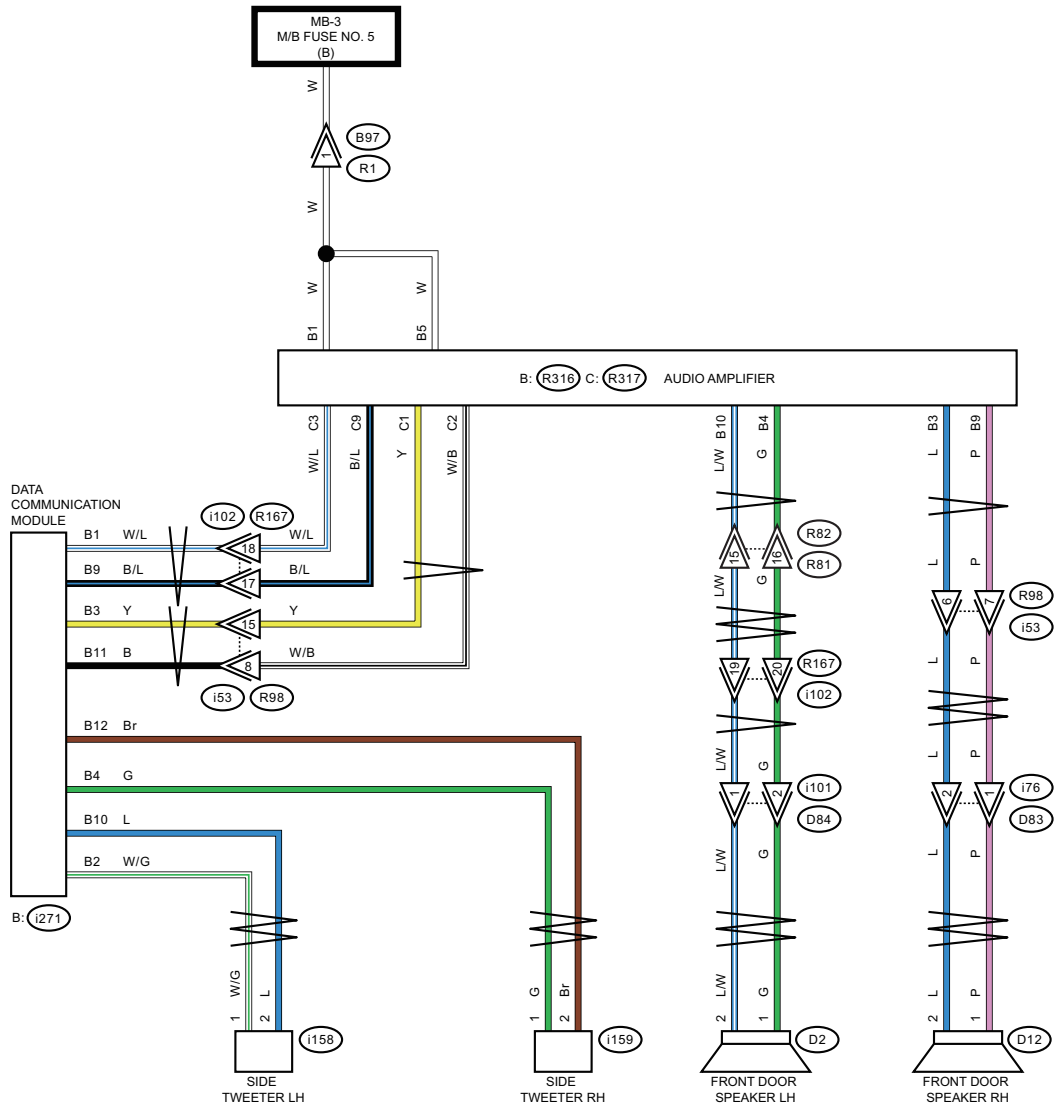 MB-3
M/B FUSE NO. 5
(B)
W
1
B97
R1
W
W
W
B1
B5
B: R316 C: R317 AUDIO AMPLIFIER
C3
C9
C1
C2
B10
B4
B3
B9
W/L
B/L
Y
W/B
L/W
G
L
P
DATA
COMMUNICATION
MODULE
i102 R167
B1 W/L 18 W/L
B9 B/L 17 B/L
B3 Y 15 Y
B11 B 8 W/B
i53 R98
15 16
R82
R81
L/W G
L P
6 7
R98
i53
19 20
R167
i102
L P
B12 Br
L/W G
L P
B4 G
1 2
i101
D84
2 1
i76
D83
B10 L
B2 W/G
L/W G
L P
B: i271
W/G L
G Br
L/W G
L P
1 2
1 2
2 1
2 1
i158
i159
D2
D12
SIDE
TWEETER LH
SIDE
TWEETER RH
FRONT DOOR
SPEAKER LH
FRONT DOOR
SPEAKER RH